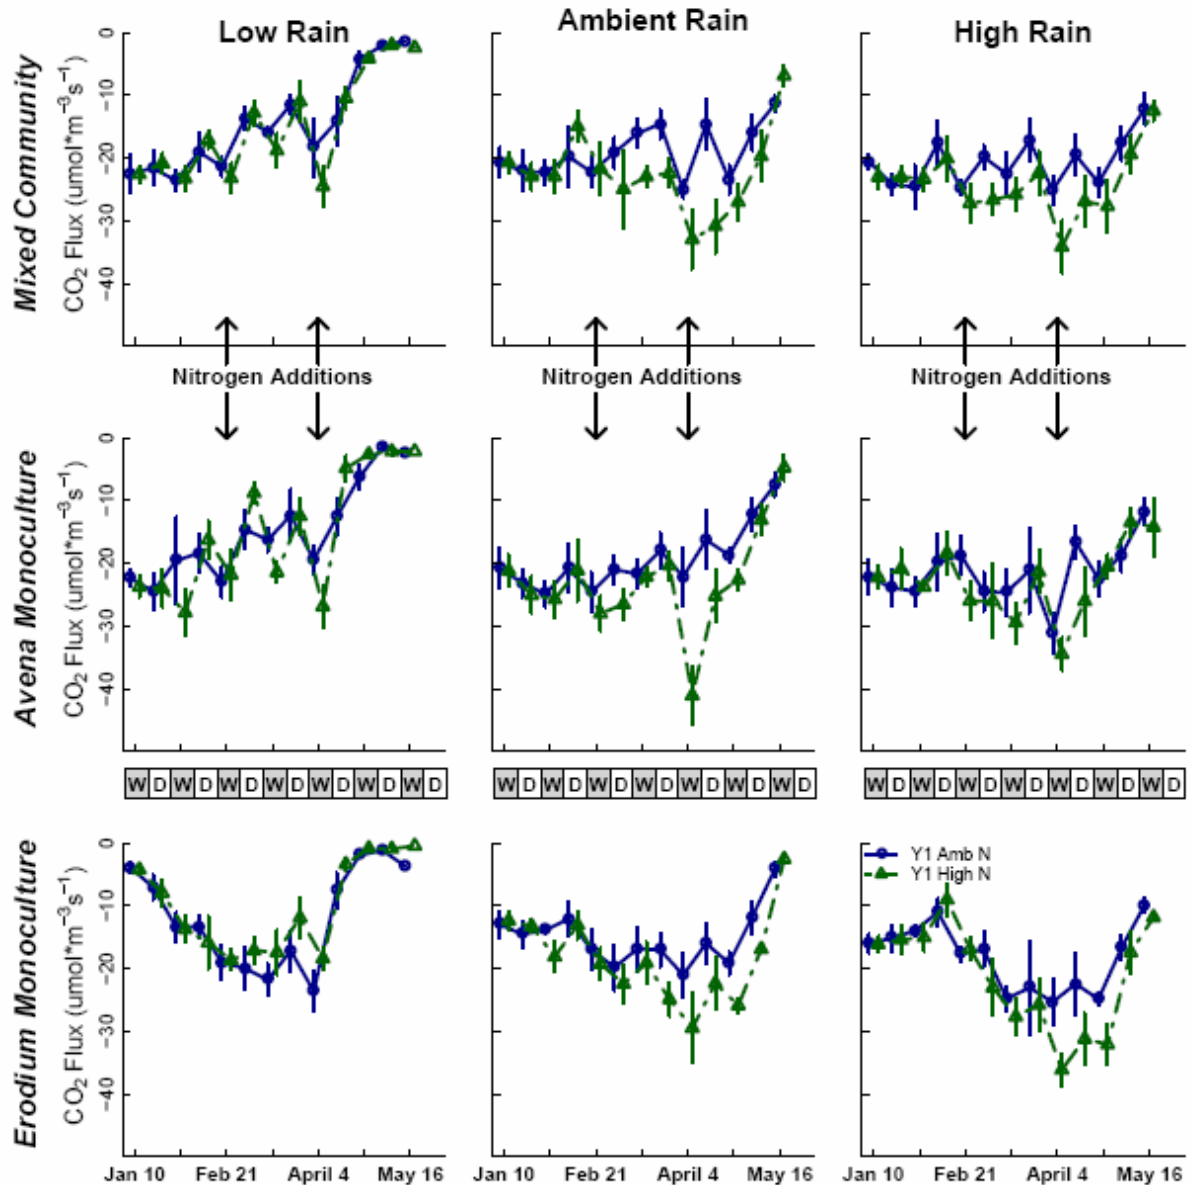 Low Rain
Ambient Rain
High Rain
Mixed Community
CO2 Flux (umol*m−3s−1)
0
−10
−20
−30
−40
Nitrogen Additions
Nitrogen Additions
Nitrogen Additions
Avena Monoculture
CO2 Flux (umol*m−3s−1)
0
−10
−20
−30
−40
W D W D W D W D W D W D W D
W D W D W D W D W D W D W D
W D W D W D W D W D W D W D
Erodium Monoculture
CO2 Flux (umol*m−3s−1)
0
−10
−20
−30
−40
Y1 Amb N
Y1 High N
Jan 10 Feb 21 April 4 May 16
Jan 10 Feb 21 April 4 May 16
Jan 10 Feb 21 April 4 May 16